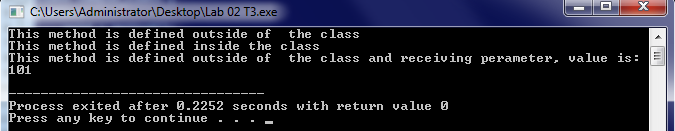 C:\Users\Administrator\Desktop\Lab 02 T3.exe
This method is defined outside of  the class
This method is defined inside the class
This method is defined outside of  the class and receiving perameter, value is:
101
--------------------------------
Process exited after 0.2252 seconds with return value 0
Press any key to continue . . . _